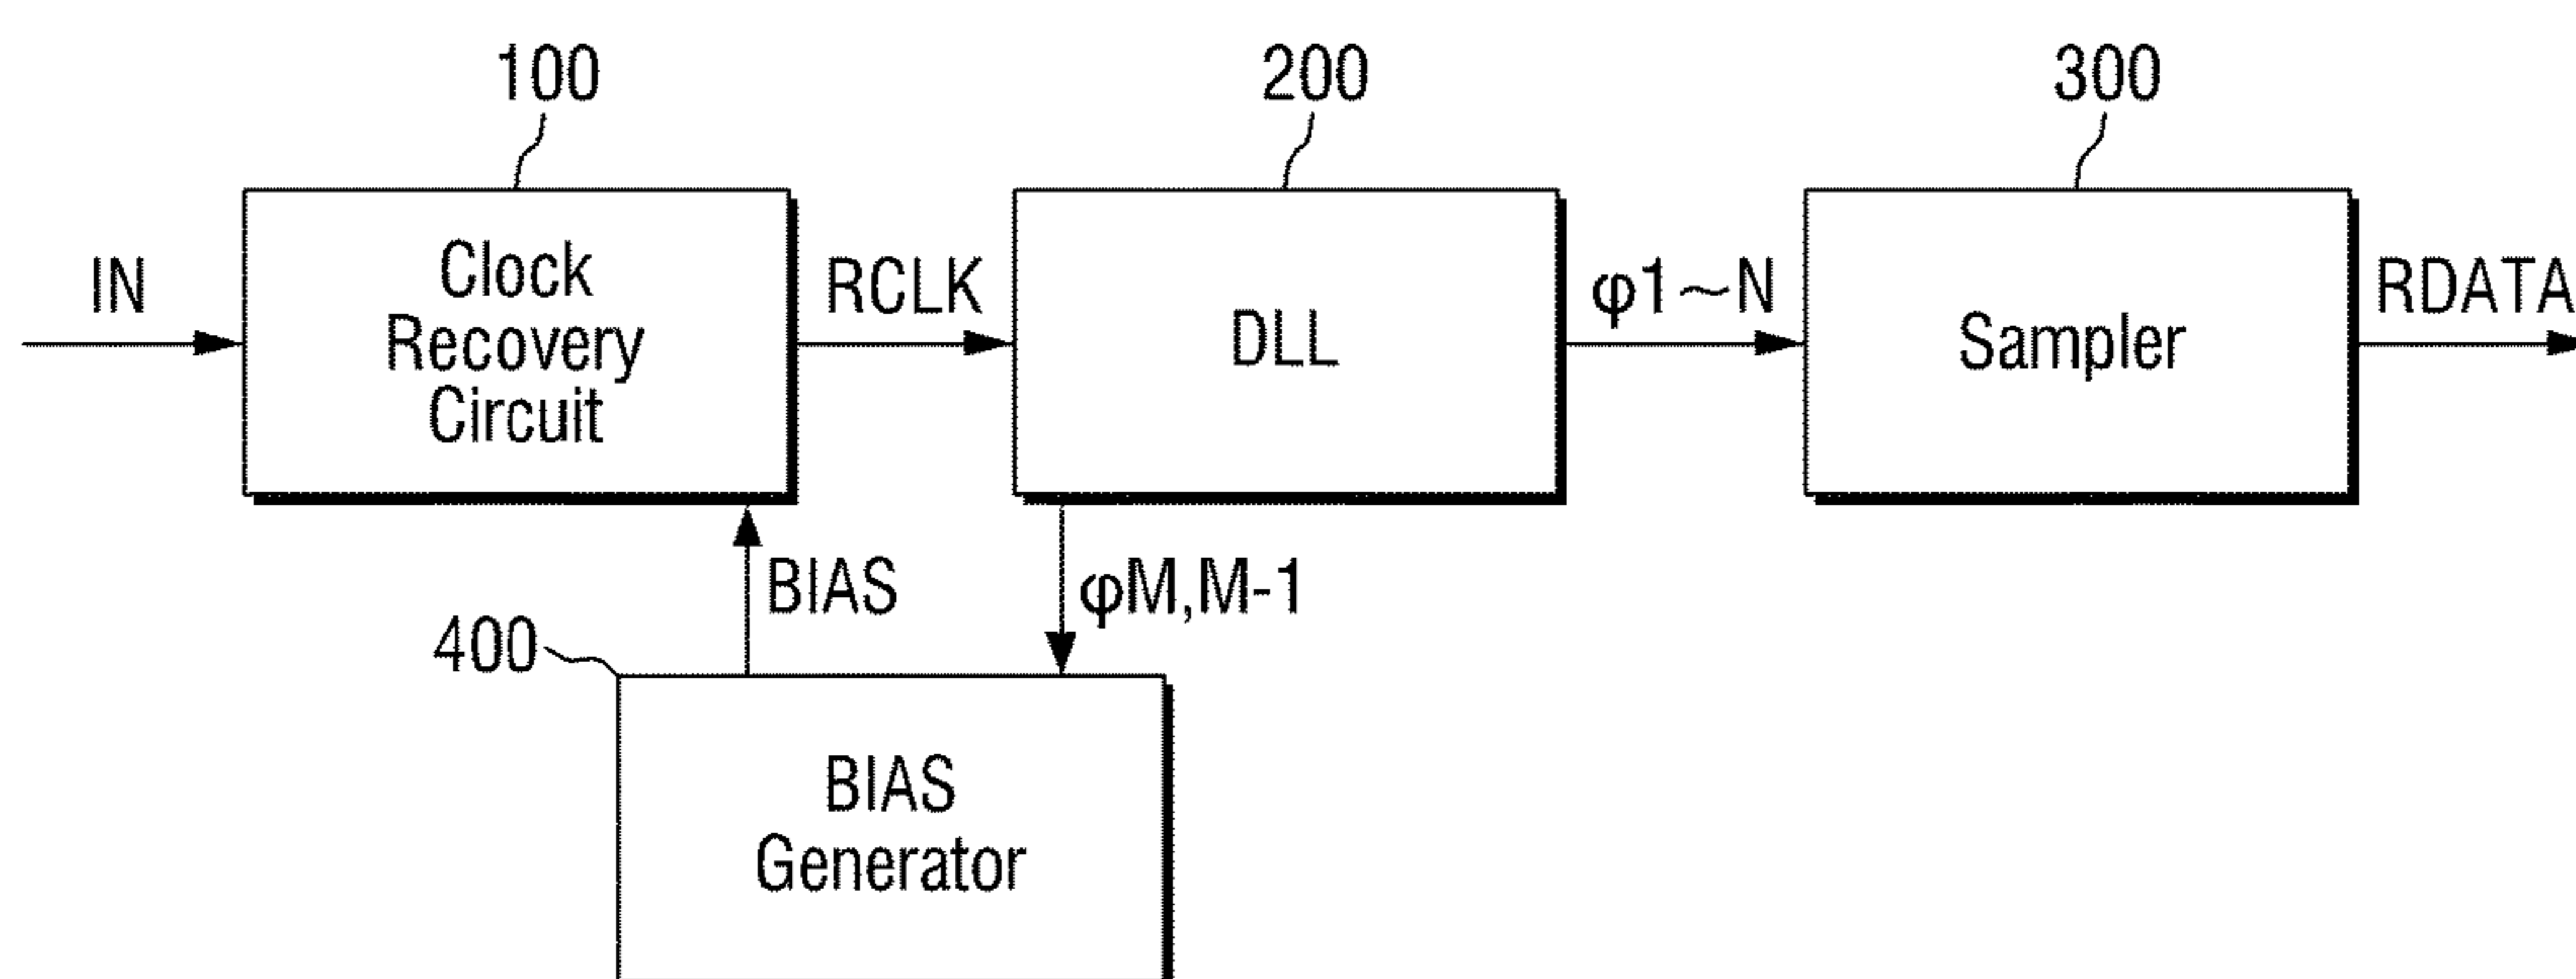 100
200
300
IN
Clock
Recovery
Circuit
RCLK
DLL
φ1~N
Sampler
RDATA
BIAS
φM,M-1
400
BIAS
Generator